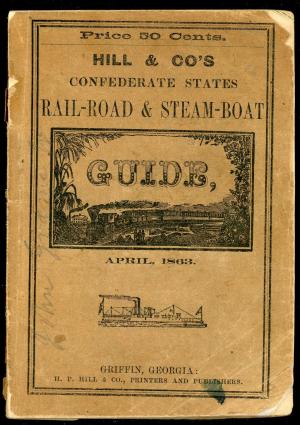 Price 50 Cents.
HILL & CO'S
CONFEDERATE STATES
RAIL-ROAD & STEAM-BOAT
GUIDE,
APRIL, 1863.
GRIFFIN, GEORGIA:
H. P. HILL & CO., PRINTERS AND PUBLISHERS.